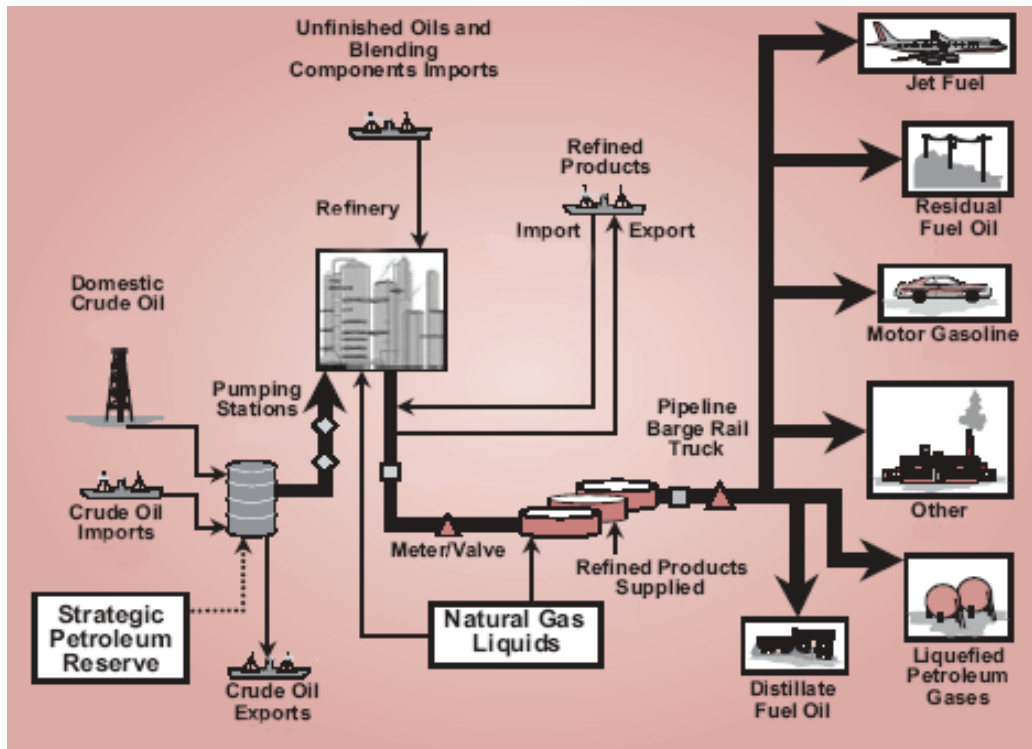 Unfinished Oils and
Blending
Components Imports
Refined
Products
Import
Export
Refinery
Domestic
Crude Oil
Pumping
Stations
Crude Oil
Imports
Strategic
Petroleum
Reserve
Crude Oil
Exports
Meter/Valve
Natural Gas
Liquids
Refined Products
Supplied
Pipeline
Barge Rail
Truck
Jet Fuel
Residual
Fuel Oil
Motor Gasoline
Other
Liquefied
Petroleum
Gases
Distillate
Fuel Oil